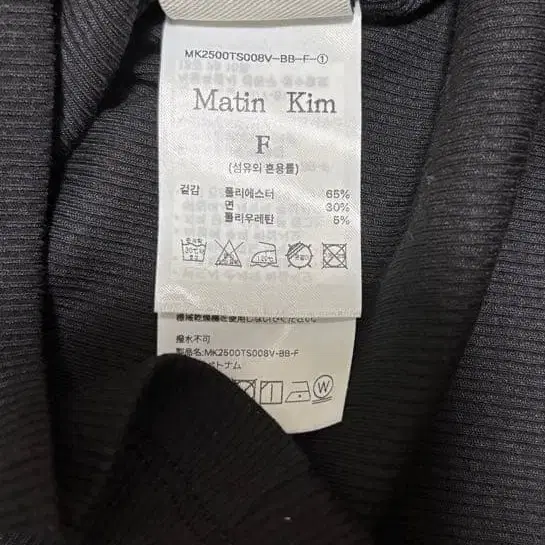 MK2500TS008V-BB-F-①
Matin Kim
F
(섬유의 혼용률)
겉감 폴리에스터 65%
면 30%
폴리우레탄 5%
撥水不可
製品名:MK2500TS008V-BB-F
トナム
W